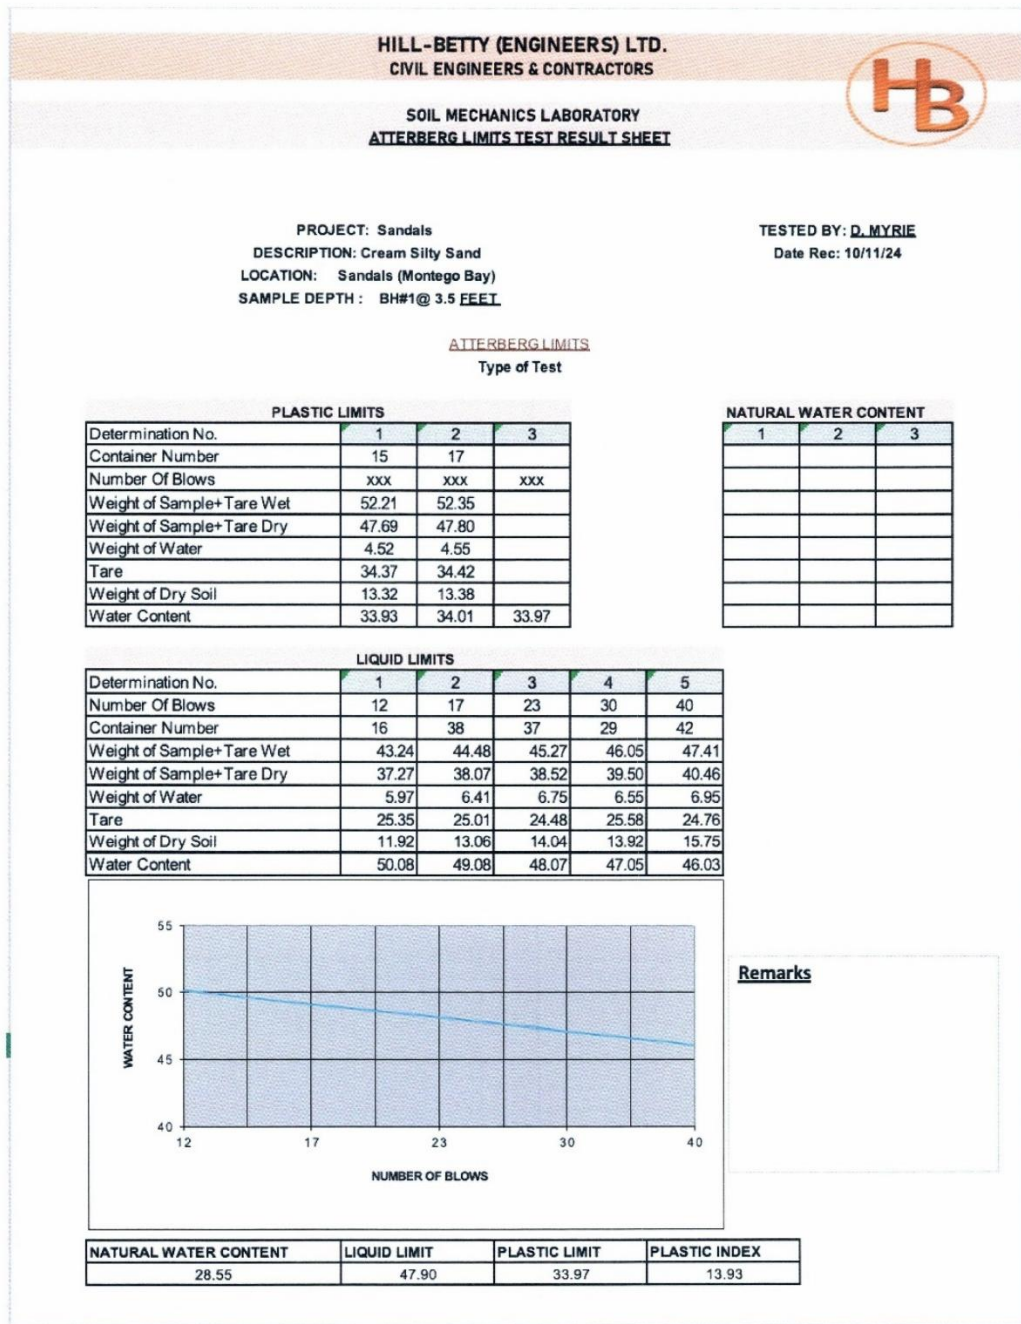 HILL-BETTY (ENGINEERS) LTD.
CIVIL ENGINEERS & CONTRACTORS
HB
SOIL MECHANICS LABORATORY
ATTERBERG LIMITS TEST RESULT SHEET
PROJECT: Sandals
TESTED BY: D. MYRIE
DESCRIPTION: Cream Silty Sand
Date Rec: 10/11/24
LOCATION: Sandals (Montego Bay)
SAMPLE DEPTH : BH#1@ 3.5 FEET
ATTERBERG LIMITS
Type of Test
PLASTIC LIMITS
Determination No. 1 2 3
Container Number 15 17
Number Of Blows xxx xxx xxx
Weight of Sample+Tare Wet 52.21 52.35
Weight of Sample+Tare Dry 47.69 47.80
Weight of Water 4.52 4.55
Tare 34.37 34.42
Weight of Dry Soil 13.32 13.38
Water Content 33.93 34.01 33.97
NATURAL WATER CONTENT
1 2 3
LIQUID LIMITS
Determination No. 1 2 3 4 5
Number Of Blows 12 17 23 30 40
Container Number 16 38 37 29 42
Weight of Sample+Tare Wet 43.24 44.48 45.27 46.05 47.41
Weight of Sample+Tare Dry 37.27 38.07 38.52 39.50 40.46
Weight of Water 5.97 6.41 6.75 6.55 6.95
Tare 25.35 25.01 24.48 25.58 24.76
Weight of Dry Soil 11.92 13.06 14.04 13.92 15.75
Water Content 50.08 49.08 48.07 47.05 46.03
55
50
45
40
WATER CONTENT
12 17 23 30 40
NUMBER OF BLOWS
Remarks
NATURAL WATER CONTENT LIQUID LIMIT PLASTIC LIMIT PLASTIC INDEX
28.55 47.90 33.97 13.93